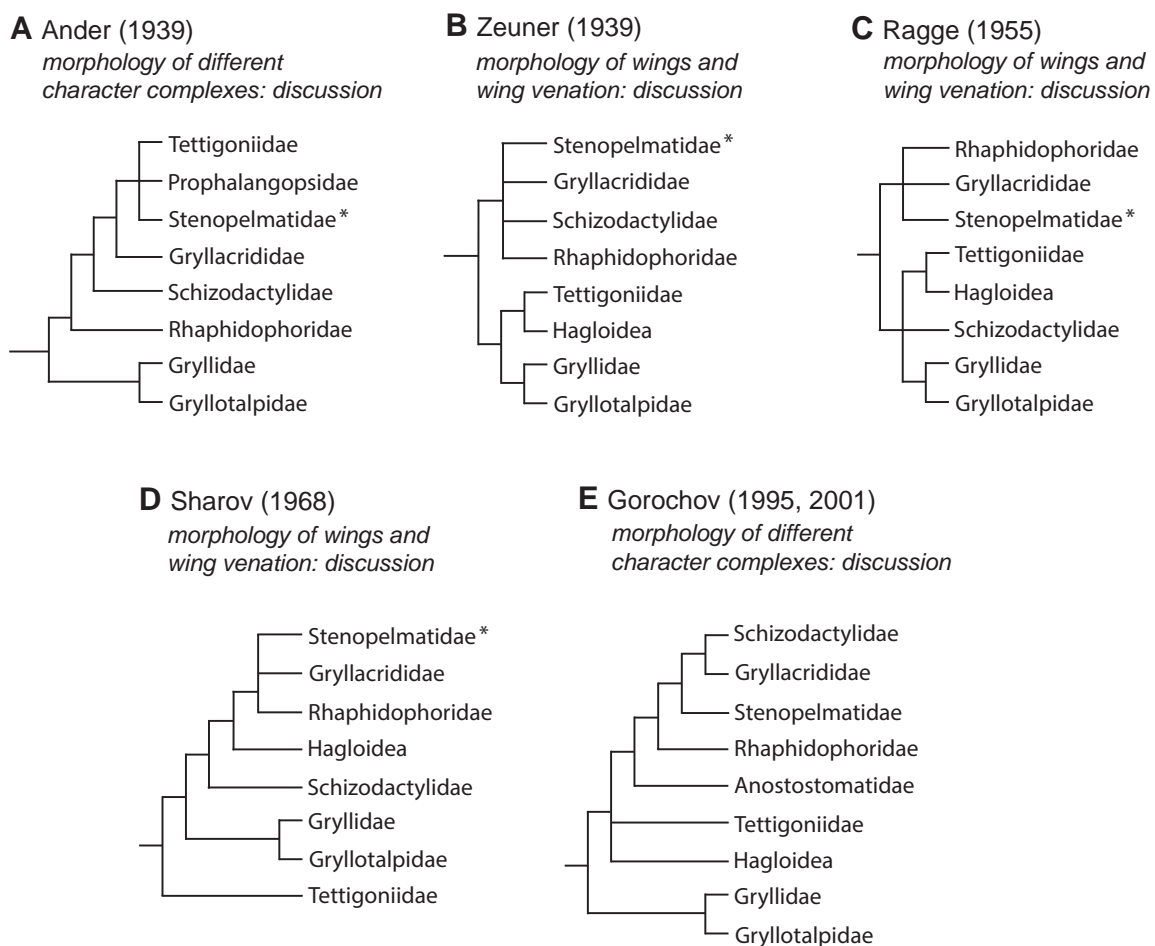 A Ander (1939)
morphology of different
character complexes: discussion
Tettigoniidae
Prophalangopsidae
Stenopelmatidae*
Gryllacrididae
Schizodactylidae
Rhaphidophoridae
Gryllidae
Gryllotalpidae
B Zeuner (1939)
morphology of wings and
wing venation: discussion
Stenopelmatidae*
Gryllacrididae
Schizodactylidae
Rhaphidophoridae
Tettigoniidae
Hagloidea
Gryllidae
Gryllotalpidae
C Ragge (1955)
morphology of wings and
wing venation: discussion
Rhaphidophoridae
Gryllacrididae
Stenopelmatidae*
Tettigoniidae
Hagloidea
Schizodactylidae
Gryllidae
Gryllotalpidae
D Sharov (1968)
morphology of wings and
wing venation: discussion
Stenopelmatidae*
Gryllacrididae
Rhaphidophoridae
Hagloidea
Schizodactylidae
Gryllidae
Gryllotalpidae
Tettigoniidae
E Gorochov (1995, 2001)
morphology of different
character complexes: discussion
Schizodactylidae
Gryllacrididae
Stenopelmatidae
Rhaphidophoridae
Anostostomatidae
Tettigoniidae
Hagloidea
Gryllidae
Gryllotalpidae